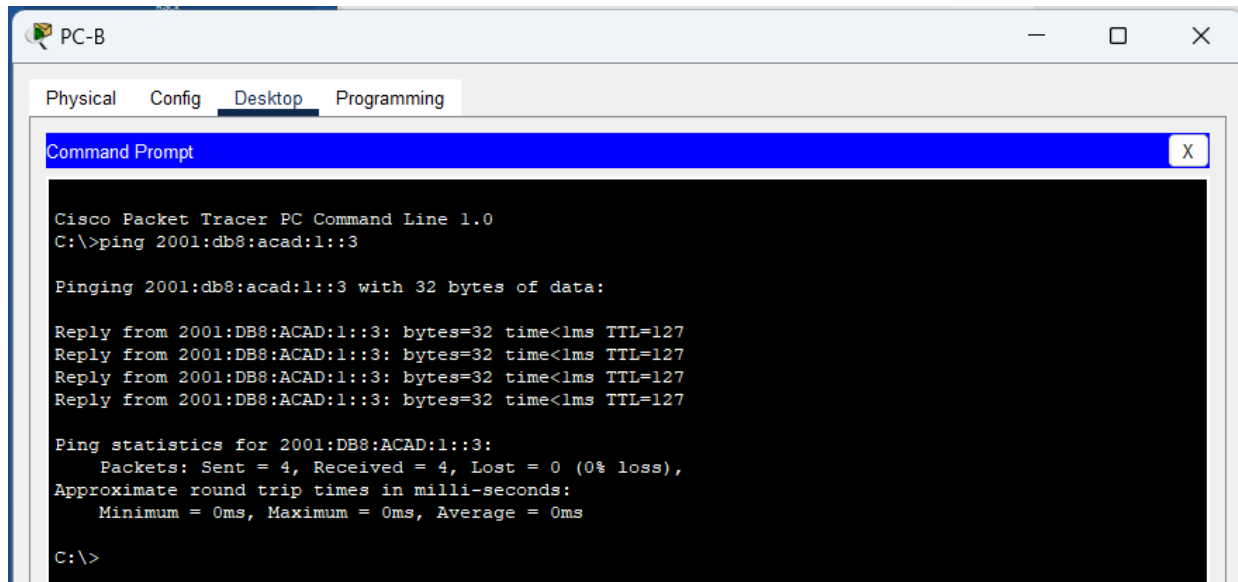 PC-B
Physical Config Desktop Programming
Command Prompt
X
Cisco Packet Tracer PC Command Line 1.0
C:\>ping 2001:db8:acad:1::3
Pinging 2001:db8:acad:1::3 with 32 bytes of data:
Reply from 2001:DB8:ACAD:1::3: bytes=32 time<1ms TTL=127
Reply from 2001:DB8:ACAD:1::3: bytes=32 time<1ms TTL=127
Reply from 2001:DB8:ACAD:1::3: bytes=32 time<1ms TTL=127
Reply from 2001:DB8:ACAD:1::3: bytes=32 time<1ms TTL=127
Ping statistics for 2001:DB8:ACAD:1::3:
Packets: Sent = 4, Received = 4, Lost = 0 (0% loss),
Approximate round trip times in milli-seconds:
Minimum = 0ms, Maximum = 0ms, Average = 0ms
C:\>